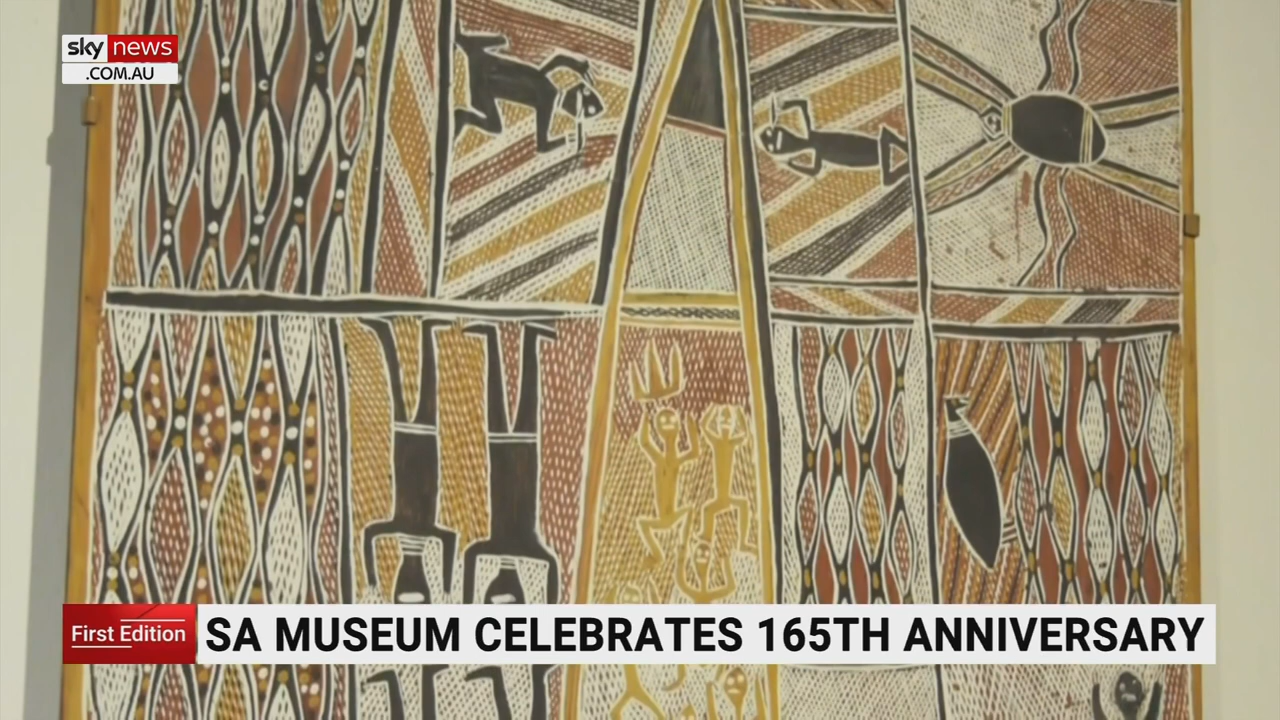 sky news
.COM.AU
First Edition
SA MUSEUM CELEBRATES 165TH ANNIVERSARY